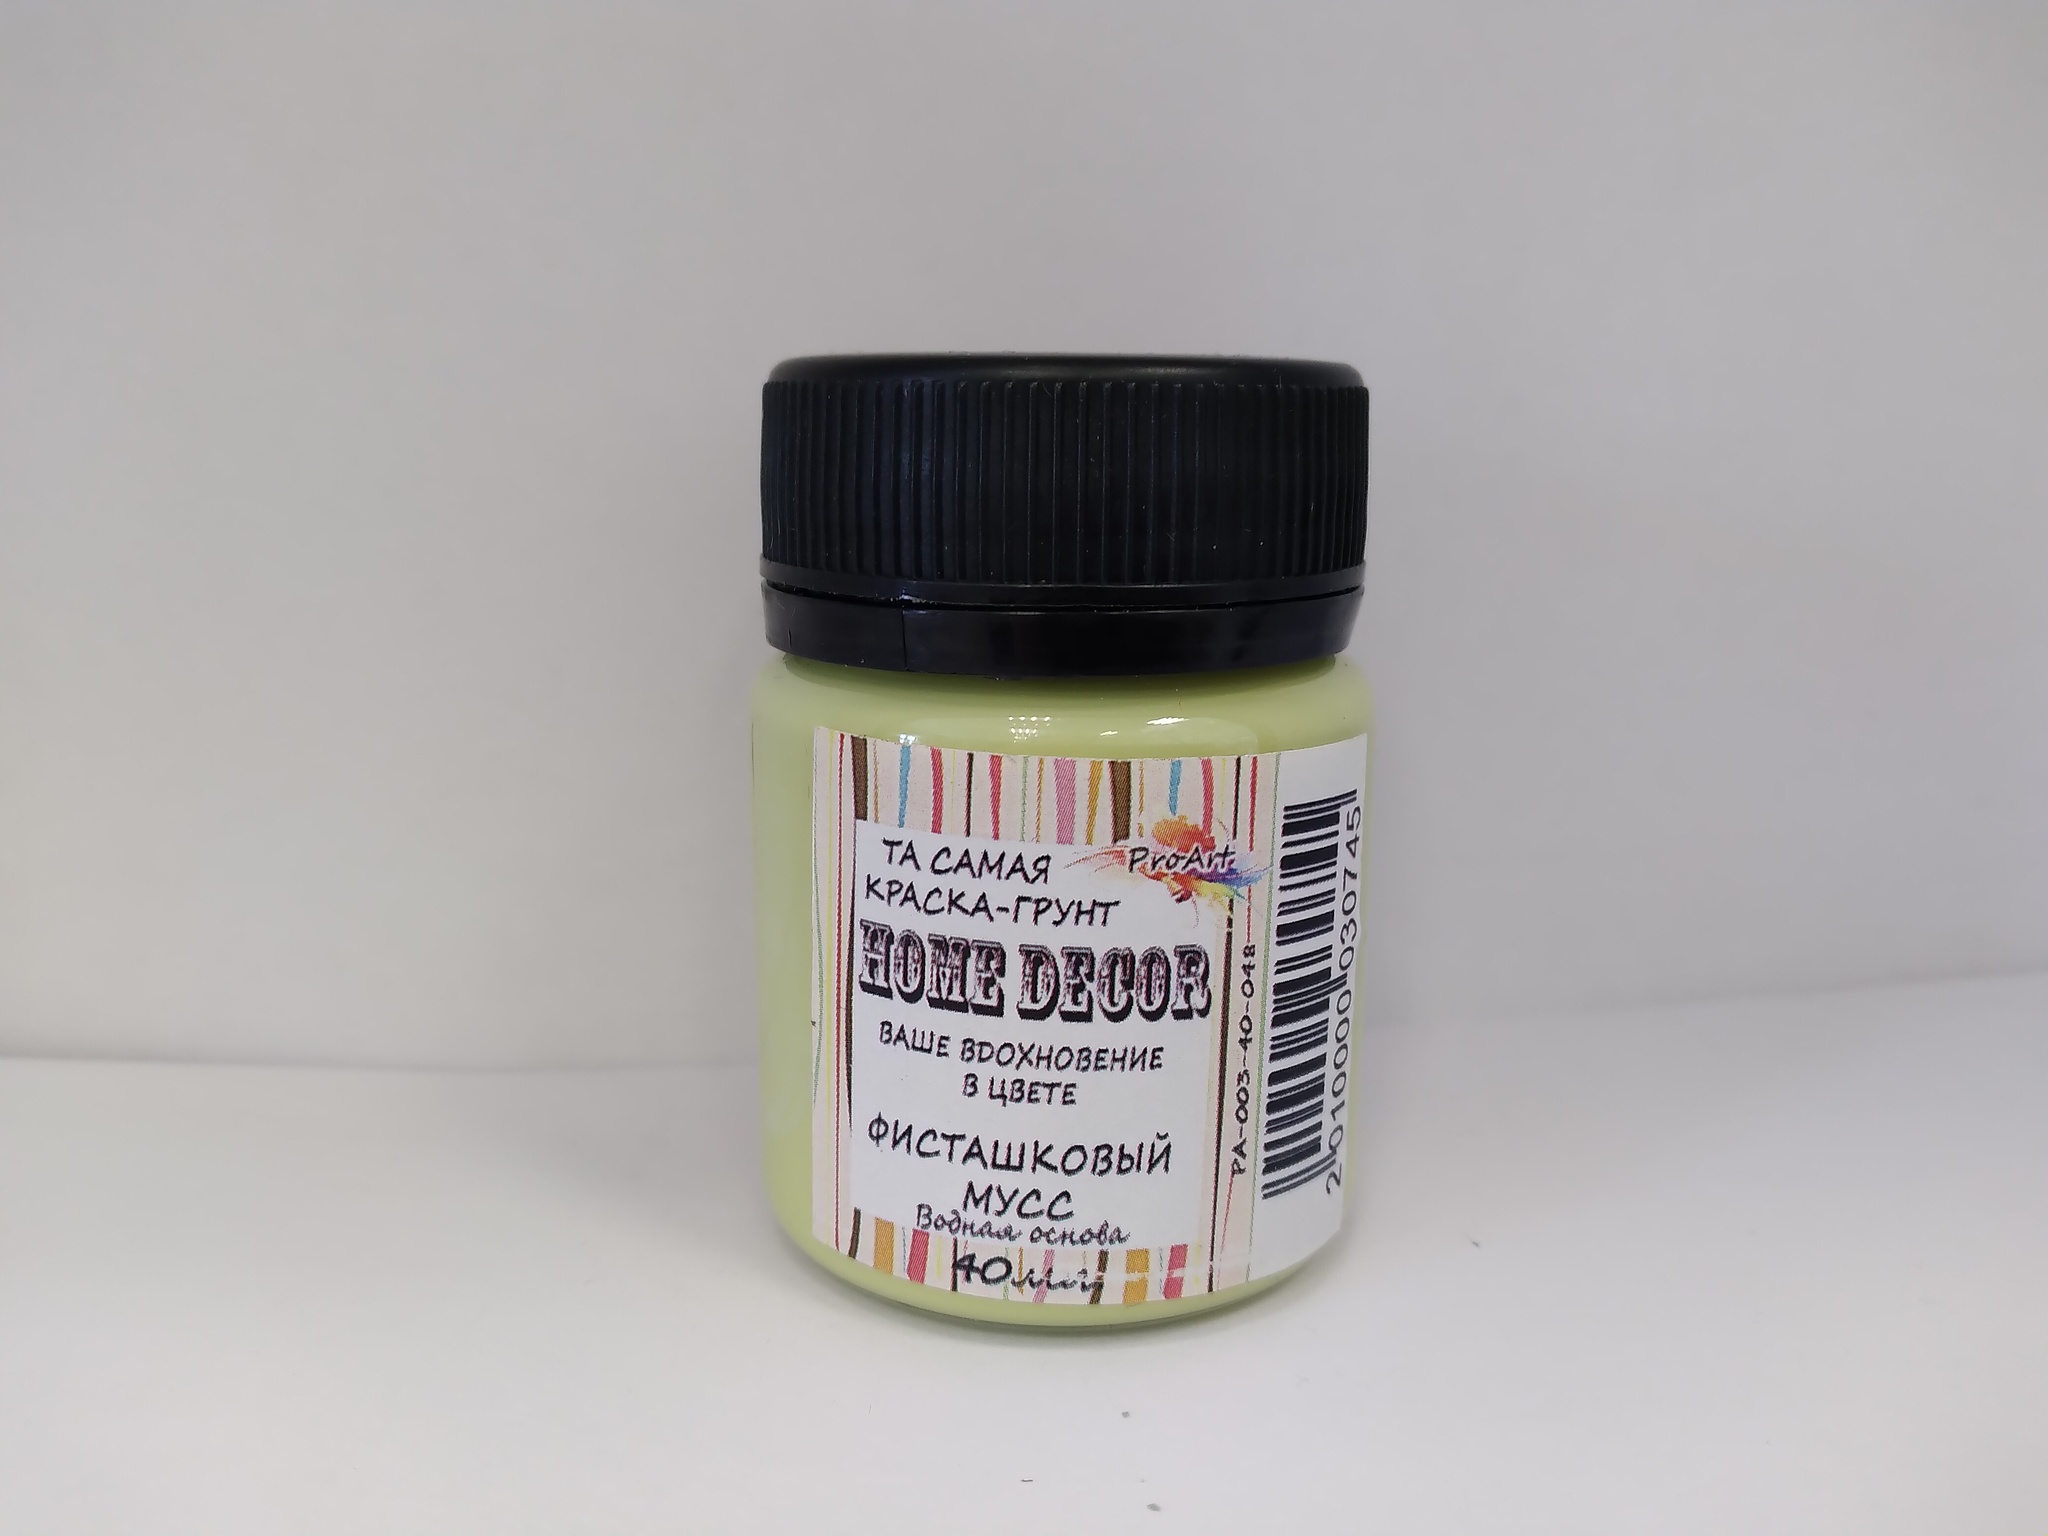 ТА САМАЯ
ProArt
КРАСКА-ГРУНТ
HOME DECOR
ВАШЕ ВДОХНОВЕНИЕ
В ЦВЕТЕ
ФИСТАШКОВЫЙ
МУСС
Водная основа
40мл
PA-003-40-048
2010000030745